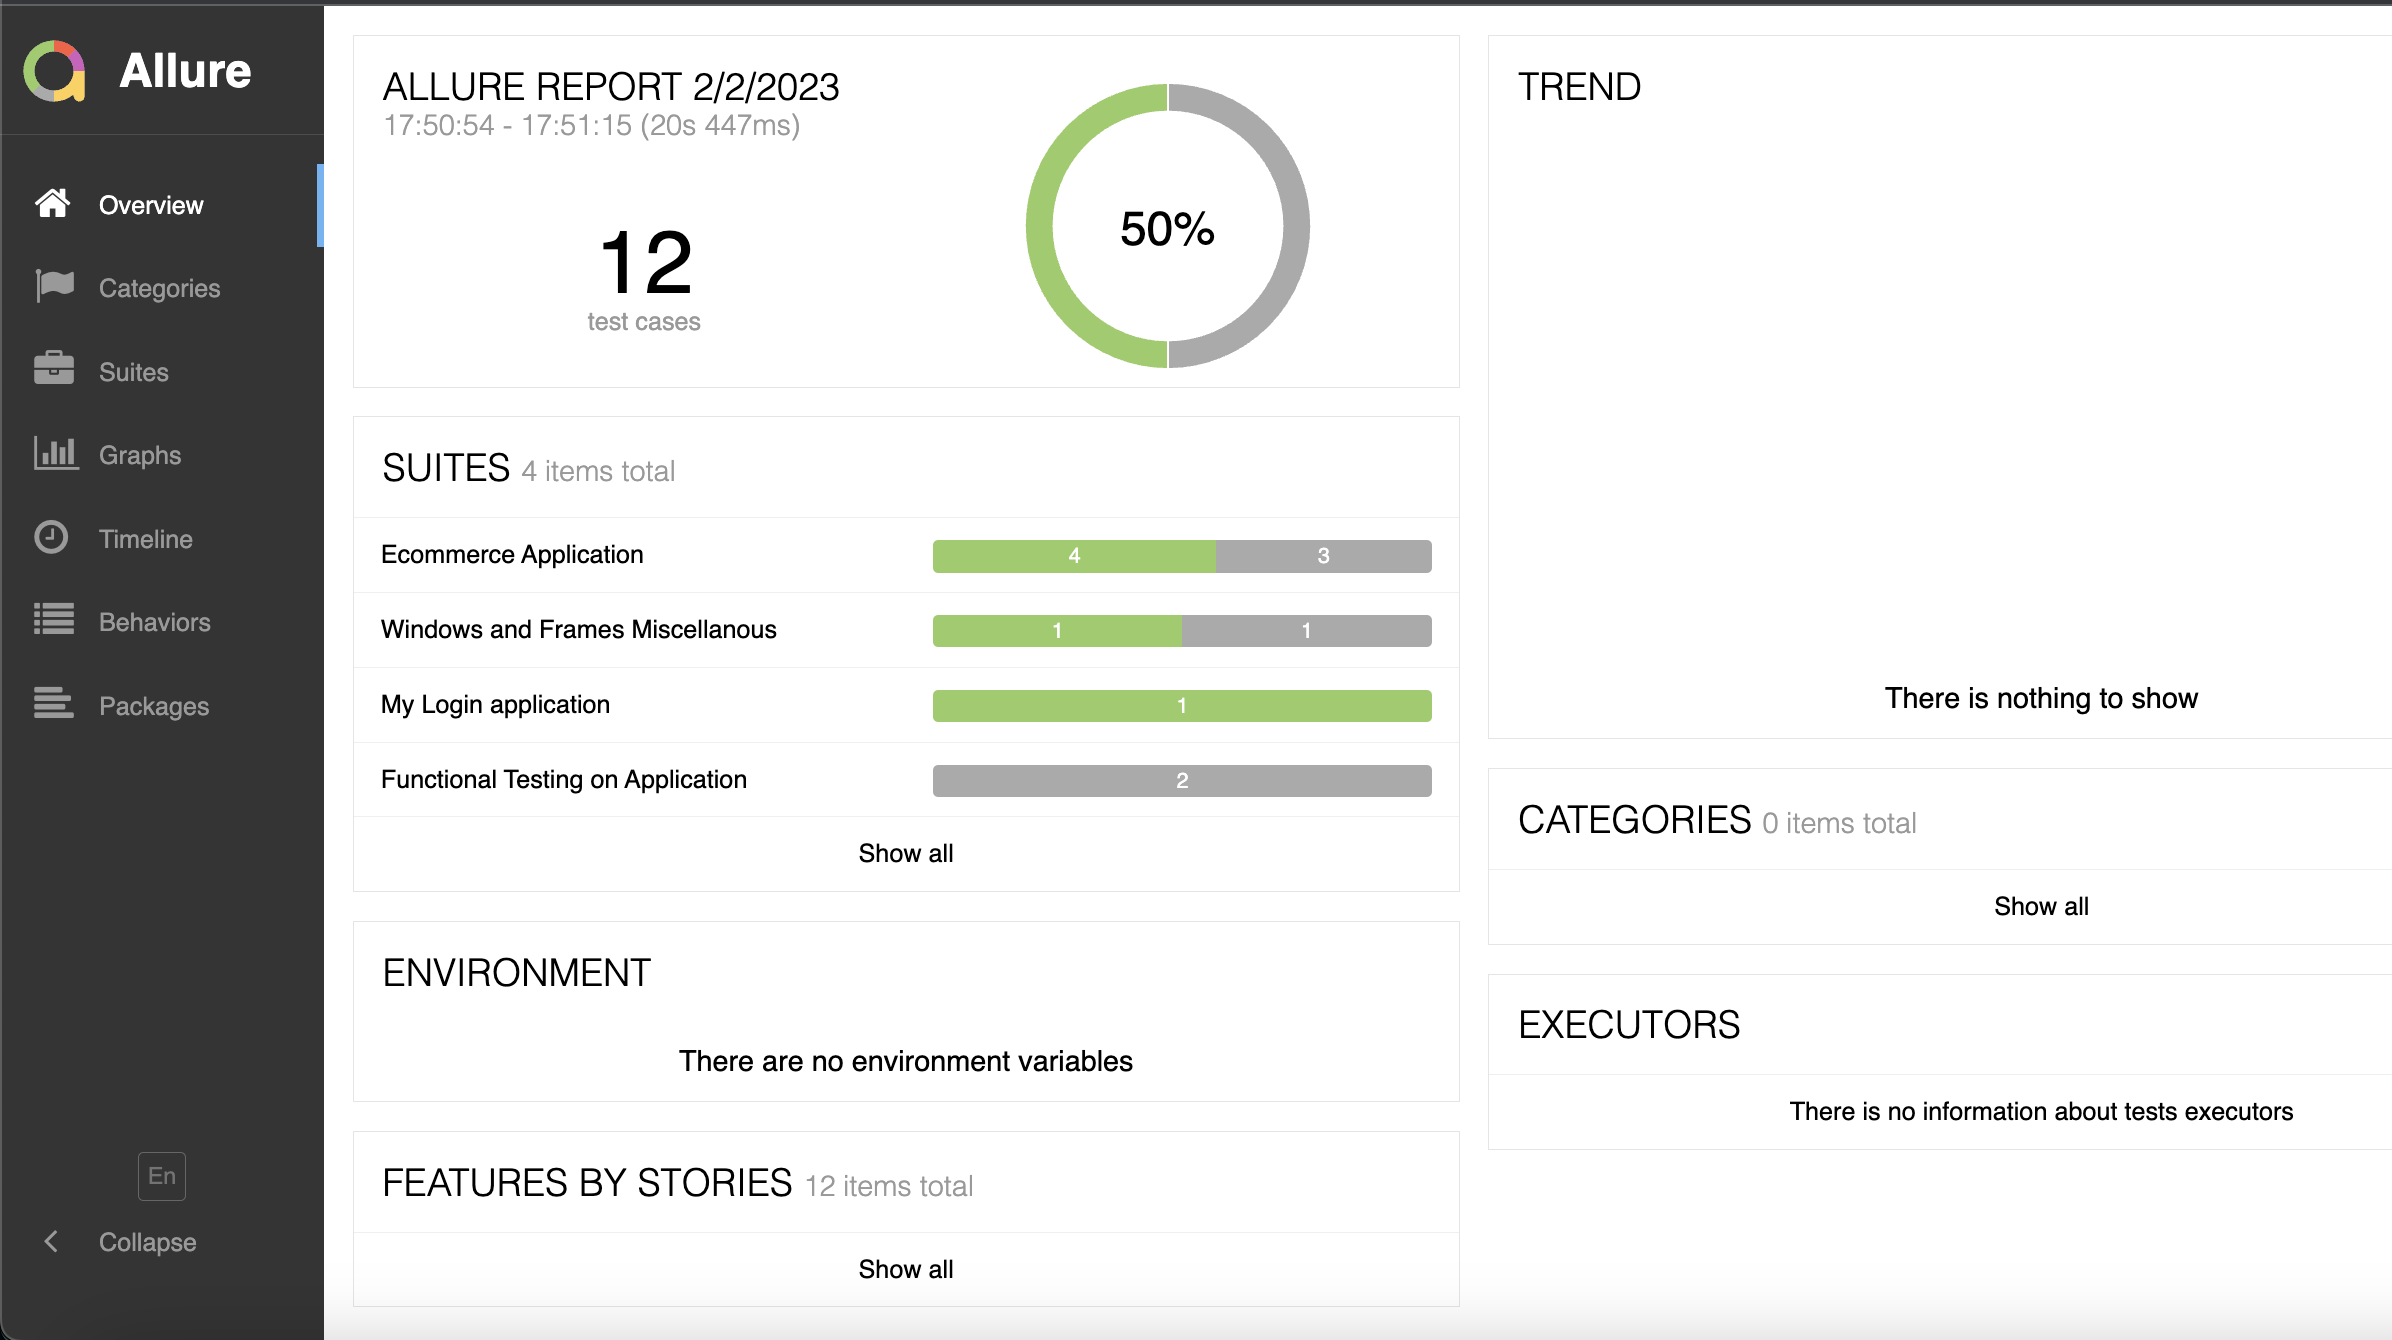 Allure
Overview
Categories
Suites
Graphs
Timeline
Behaviors
Packages
En
Collapse
ALLURE REPORT 2/2/2023
17:50:54 - 17:51:15 (20s 447ms)
12
test cases
50%
SUITES 4 items total
Ecommerce Application 4 3
Windows and Frames Miscellanous 1 1
My Login application 1
Functional Testing on Application 2
Show all
ENVIRONMENT
There are no environment variables
FEATURES BY STORIES 12 items total
Show all
TREND
There is nothing to show
CATEGORIES 0 items total
Show all
EXECUTORS
There is no information about tests executors